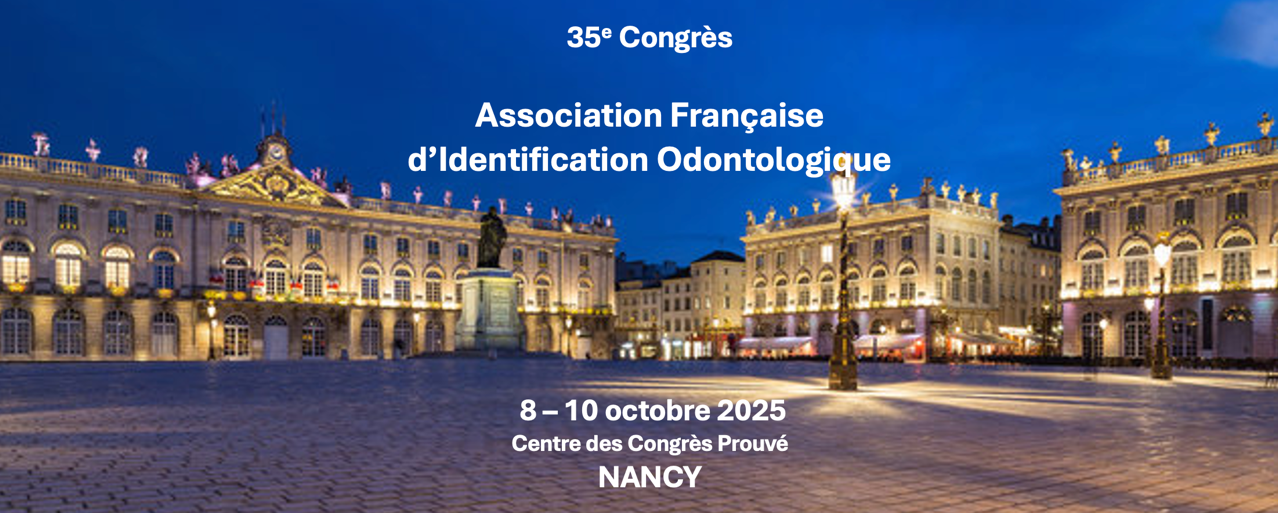 35ᵉ Congrès
Association Française
d’Identification Odontologique
8 – 10 octobre 2025
Centre des Congrès Prouvé
NANCY